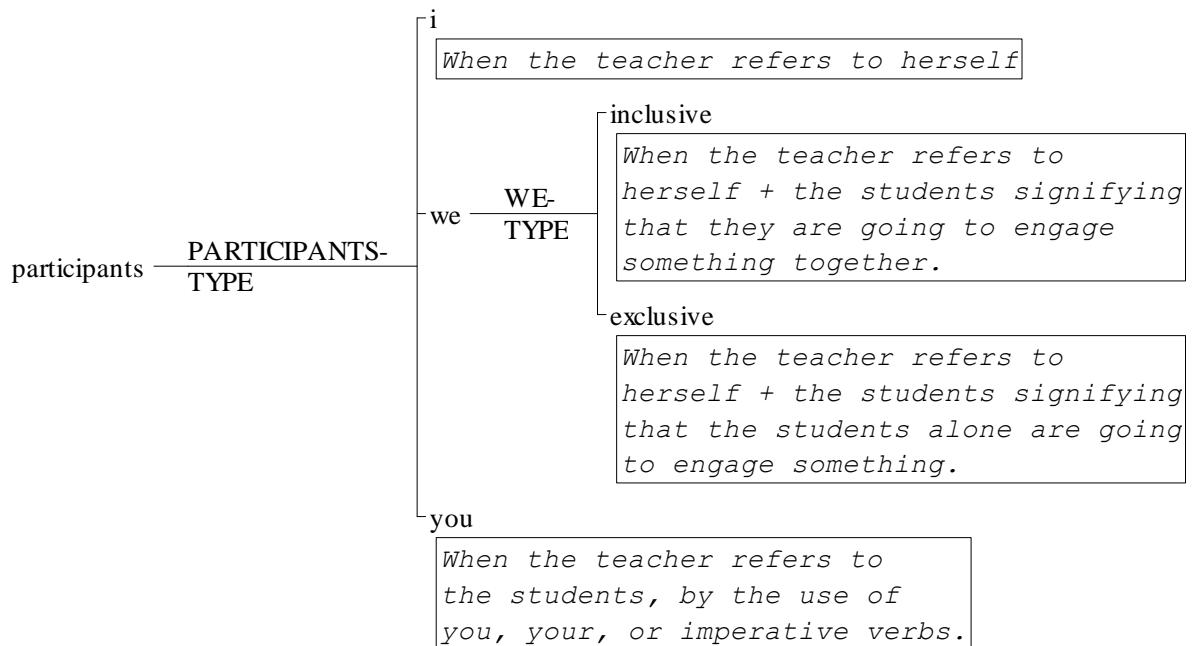 i
When the teacher refers to herself
inclusive
When the teacher refers to
herself + the students signifying
that they are going to engage
something together.
we
WE-
TYPE
participants
PARTICIPANTS-
TYPE
exclusive
When the teacher refers to
herself + the students signifying
that the students alone are going
to engage something.
you
When the teacher refers to
the students, by the use of
you, your, or imperative verbs.